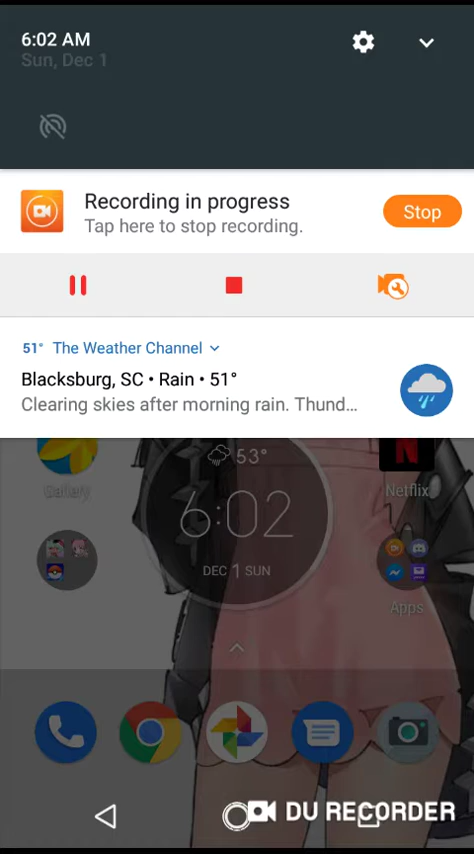 6:02 AM
Sun, Dec 1
Recording in progress
Tap here to stop recording.
Stop
51° The Weather Channel
Blacksburg, SC • Rain • 51°
Clearing skies after morning rain. Thund...
53°
Gallery
Netflix
6:02
DEC 1 SUN
Apps
DU RECORDER